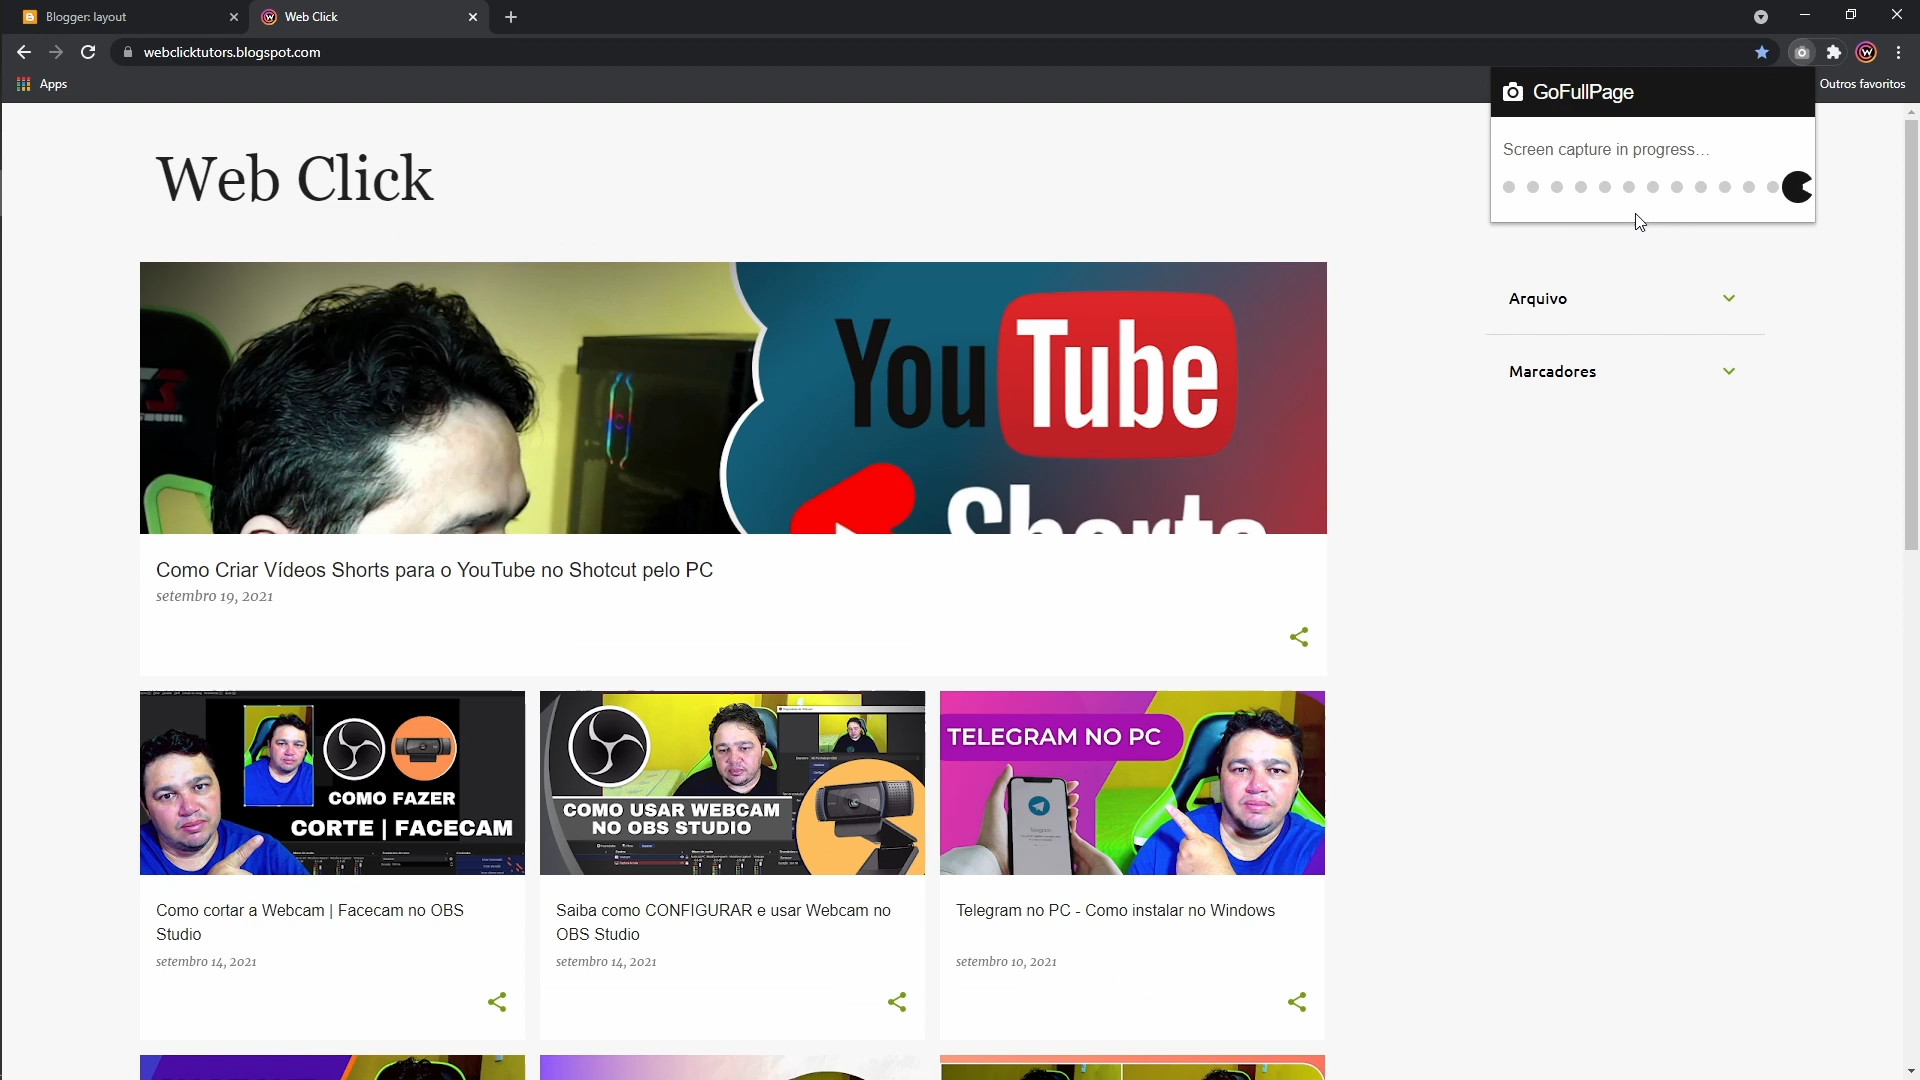 Blogger: layout
Web Click
webclicktutors.blogspot.com
Apps
Outros favoritos
GoFullPage
Screen capture in progress...
Web Click
YouTube
Shorts
Arquivo
Marcadores
Como Criar Vídeos Shorts para o YouTube no Shotcut pelo PC
setembro 19, 2021
COMO FAZER
CORTE | FACECAM
COMO USAR WEBCAM
NO OBS STUDIO
TELEGRAM NO PC
Telegram
Como cortar a Webcam | Facecam no OBS
Studio
setembro 14, 2021
Saiba como CONFIGURAR e usar Webcam no
OBS Studio
setembro 14, 2021
Telegram no PC - Como instalar no Windows
setembro 10, 2021